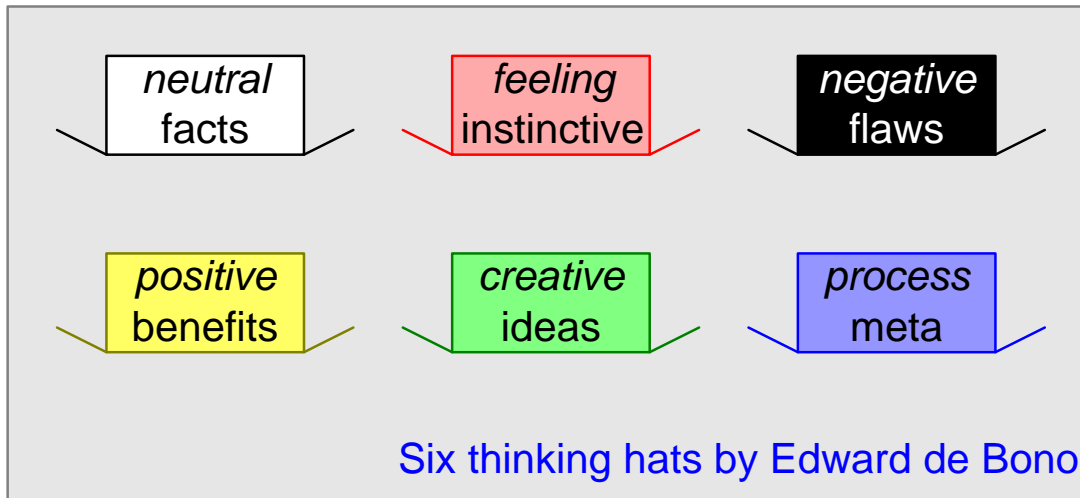 neutral
facts
feeling
instinctive
negative
flaws
positive
benefits
creative
ideas
process
meta
Six thinking hats by Edward de Bono